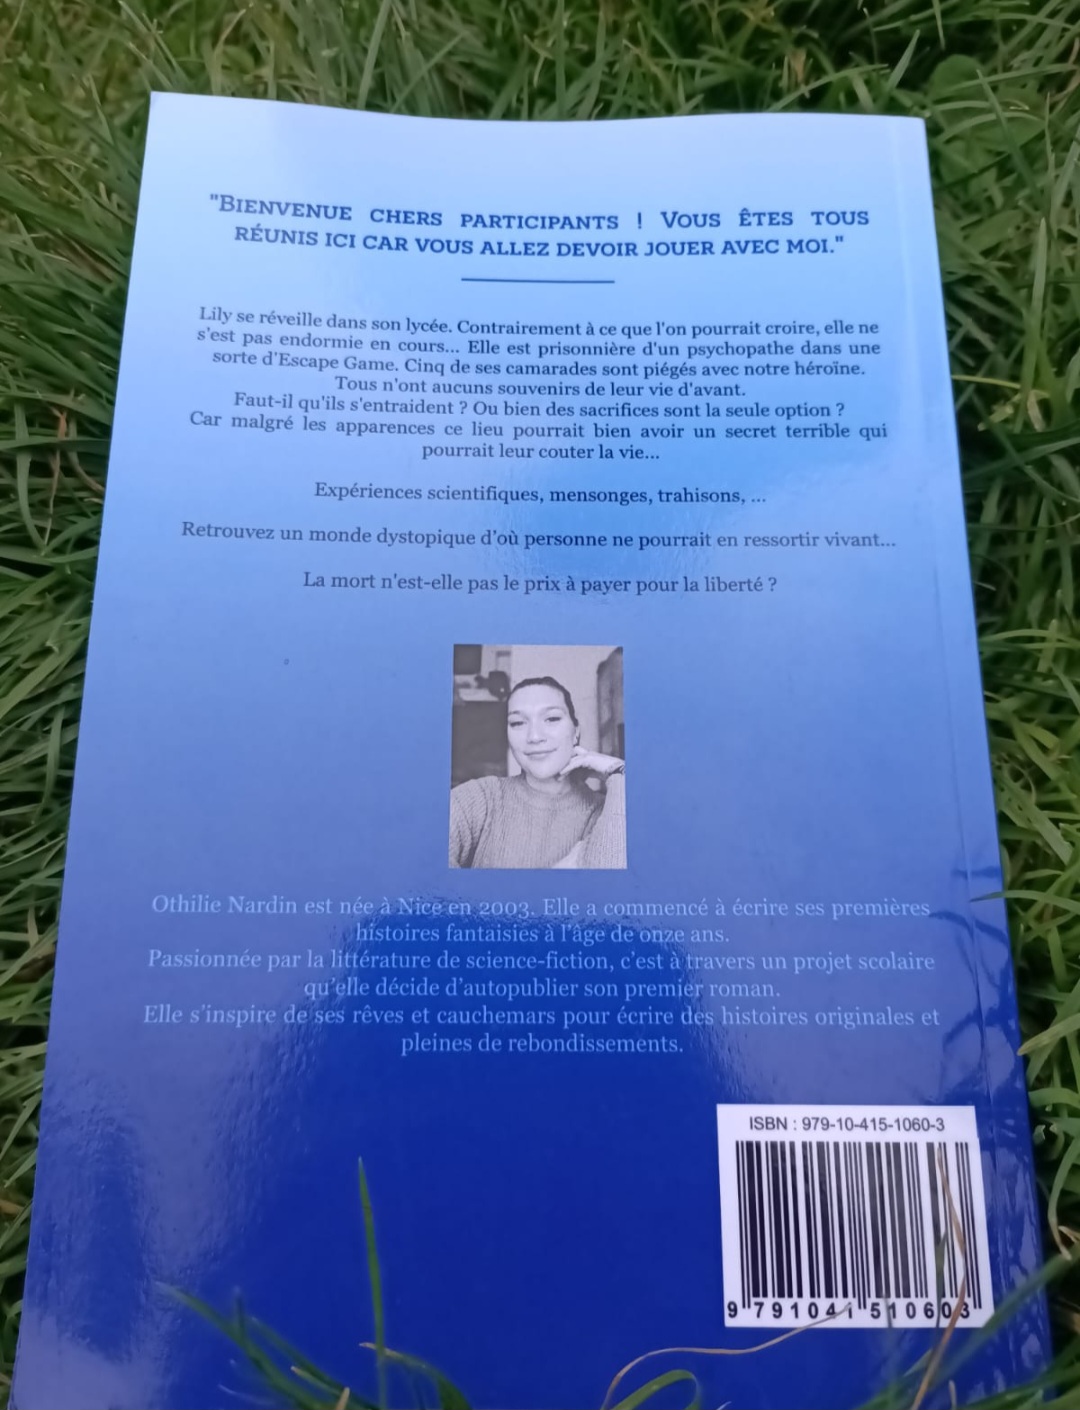 "BIENVENUE CHERS PARTICIPANTS ! VOUS ÊTES TOUS
RÉUNIS ICI CAR VOUS ALLEZ DEVOIR JOUER AVEC MOI."
Lily se réveille dans son lycée. Contrairement à ce que l'on pourrait croire, elle ne
s'est pas endormie en cours... Elle est prisonnière d'un psychopathe dans une
sorte d'Escape Game. Cinq de ses camarades sont piégés avec notre héroïne.
Tous n'ont aucuns souvenirs de leur vie d'avant.
Faut-il qu'ils s'entraident ? Ou bien des sacrifices sont la seule option ?
Car malgré les apparences ce lieu pourrait bien avoir un secret terrible qui
pourrait leur couter la vie...
Expériences scientifiques, mensonges, trahisons, ...
Retrouvez un monde dystopique d'où personne ne pourrait en ressortir vivant...
La mort n'est-elle pas le prix à payer pour la liberté ?
Othilie Nardin est née à Nice en 2003. Elle a commencé à écrire ses premières
histoires fantaisies à l'âge de onze ans.
Passionnée par la littérature de science-fiction, c'est à travers un projet scolaire
qu'elle décide d'autopublier son premier roman.
Elle s'inspire de ses rêves et cauchemars pour écrire des histoires originales et
pleines de rebondissements.
ISBN : 979-10-415-1060-3
9 791041 510603